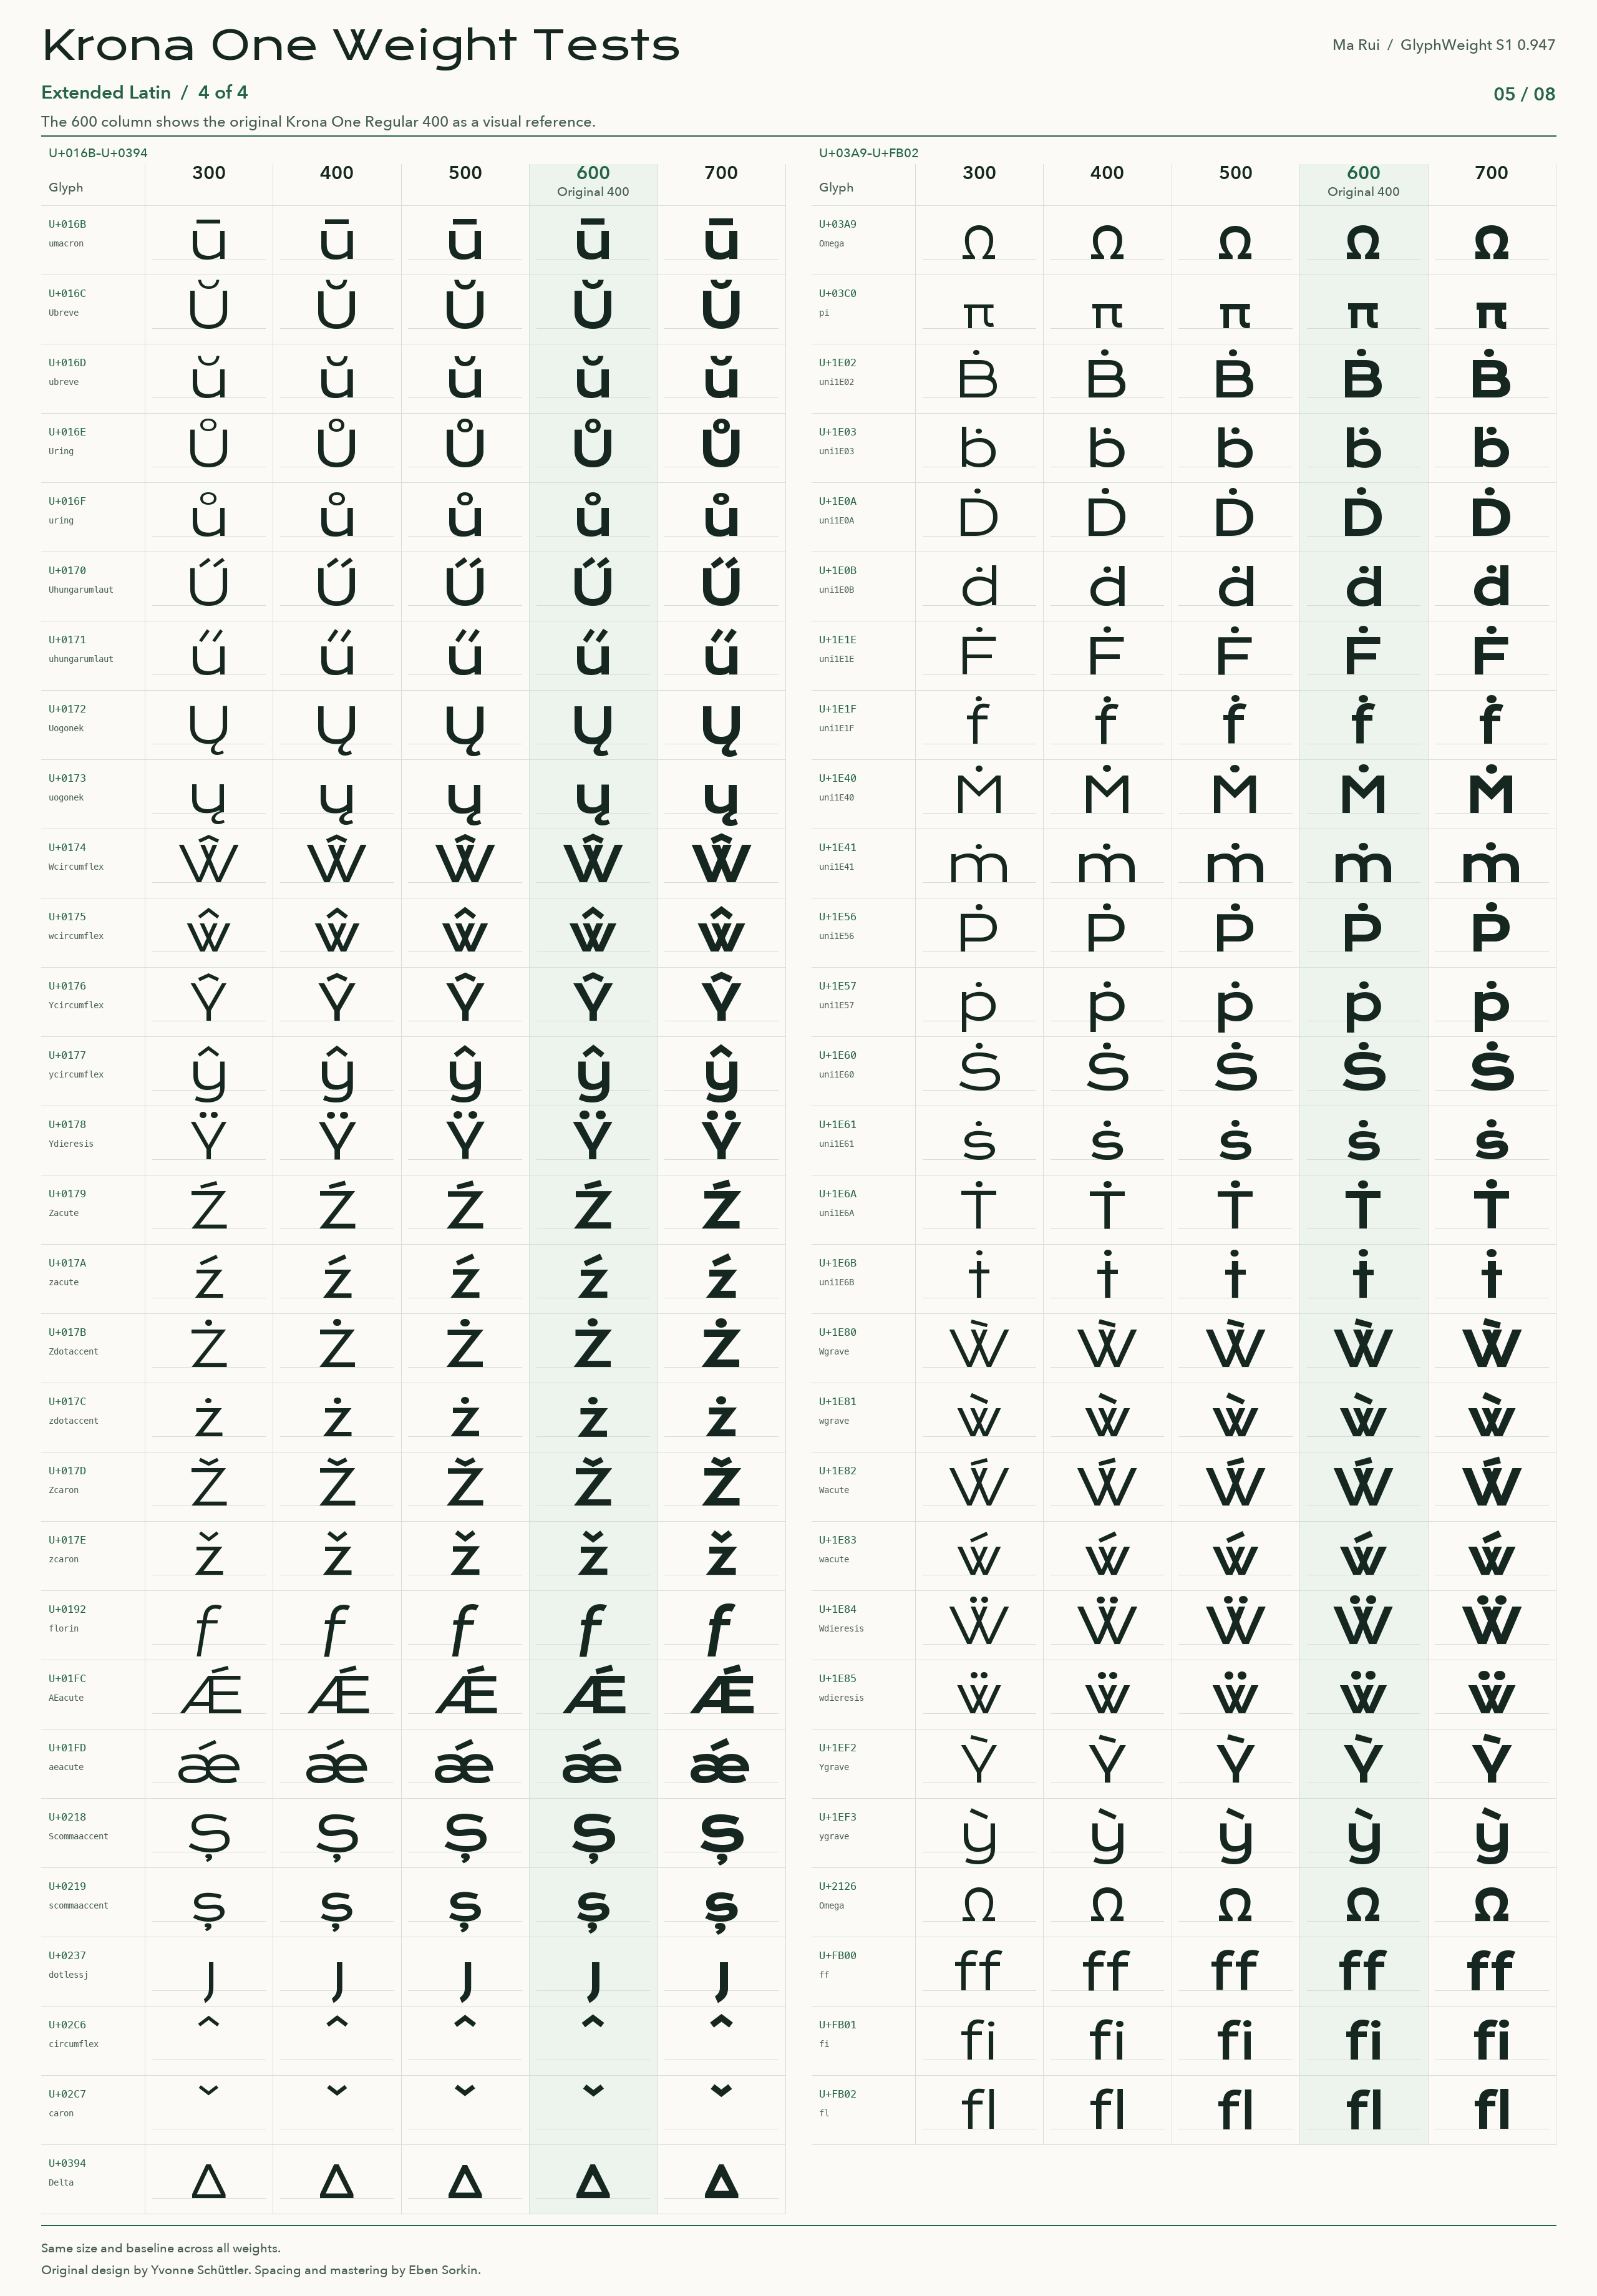 Krona One Weight Tests
Ma Rui / GlyphWeight S1 0.947
Extended Latin / 4 of 4
05 / 08
The 600 column shows the original Krona One Regular 400 as a visual reference.
U+016B–U+0394
Glyph 300 400 500 600 700
Original 400
U+016B ū ū ū ū ū
umacron
U+016C Ŭ Ŭ Ŭ Ŭ Ŭ
Ubreve
U+016D ŭ ŭ ŭ ŭ ŭ
ubreve
U+016E Ů Ů Ů Ů Ů
Uring
U+016F ů ů ů ů ů
uring
U+0170 Ű Ű Ű Ű Ű
Uhungarumlaut
U+0171 ű ű ű ű ű
uhungarumlaut
U+0172 Ų Ų Ų Ų Ų
Uogonek
U+0173 ų ų ų ų ų
uogonek
U+0174 Ŵ Ŵ Ŵ Ŵ Ŵ
Wcircumflex
U+0175 ŵ ŵ ŵ ŵ ŵ
wcircumflex
U+0176 Ŷ Ŷ Ŷ Ŷ Ŷ
Ycircumflex
U+0177 ŷ ŷ ŷ ŷ ŷ
ycircumflex
U+0178 Ÿ Ÿ Ÿ Ÿ Ÿ
Ydieresis
U+0179 Ź Ź Ź Ź Ź
Zacute
U+017A ź ź ź ź ź
zacute
U+017B Ż Ż Ż Ż Ż
Zdotaccent
U+017C ż ż ż ż ż
zdotaccent
U+017D Ž Ž Ž Ž Ž
Zcaron
U+017E ž ž ž ž ž
zcaron
U+0192 ƒ ƒ ƒ ƒ ƒ
florin
U+01FC Ǽ Ǽ Ǽ Ǽ Ǽ
AEacute
U+01FD ǽ ǽ ǽ ǽ ǽ
aeacute
U+0218 Ș Ș Ș Ș Ș
Scommaaccent
U+0219 ș ș ș ș ș
scommaaccent
U+0237 ȷ ȷ ȷ ȷ ȷ
dotlessj
U+02C6 ˆ ˆ ˆ ˆ ˆ
circumflex
U+02C7 ˇ ˇ ˇ ˇ ˇ
caron
U+0394 Δ Δ Δ Δ Δ
Delta
U+03A9–U+FB02
Glyph 300 400 500 600 700
Original 400
U+03A9 Ω Ω Ω Ω Ω
Omega
U+03C0 π π π π π
pi
U+1E02 Ḃ Ḃ Ḃ Ḃ Ḃ
uni1E02
U+1E03 ḃ ḃ ḃ ḃ ḃ
uni1E03
U+1E0A Ḋ Ḋ Ḋ Ḋ Ḋ
uni1E0A
U+1E0B ḋ ḋ ḋ ḋ ḋ
uni1E0B
U+1E1E Ḟ Ḟ Ḟ Ḟ Ḟ
uni1E1E
U+1E1F ḟ ḟ ḟ ḟ ḟ
uni1E1F
U+1E40 Ṁ Ṁ Ṁ Ṁ Ṁ
uni1E40
U+1E41 ṁ ṁ ṁ ṁ ṁ
uni1E41
U+1E56 Ṗ Ṗ Ṗ Ṗ Ṗ
uni1E56
U+1E57 ṗ ṗ ṗ ṗ ṗ
uni1E57
U+1E60 Ṡ Ṡ Ṡ Ṡ Ṡ
uni1E60
U+1E61 ṡ ṡ ṡ ṡ ṡ
uni1E61
U+1E6A Ṫ Ṫ Ṫ Ṫ Ṫ
uni1E6A
U+1E6B ṫ ṫ ṫ ṫ ṫ
uni1E6B
U+1E80 Ẁ Ẁ Ẁ Ẁ Ẁ
Wgrave
U+1E81 ẁ ẁ ẁ ẁ ẁ
wgrave
U+1E82 Ẃ Ẃ Ẃ Ẃ Ẃ
Wacute
U+1E83 ẃ ẃ ẃ ẃ ẃ
wacute
U+1E84 Ẅ Ẅ Ẅ Ẅ Ẅ
Wdieresis
U+1E85 ẅ ẅ ẅ ẅ ẅ
wdieresis
U+1EF2 Ỳ Ỳ Ỳ Ỳ Ỳ
Ygrave
U+1EF3 ỳ ỳ ỳ ỳ ỳ
ygrave
U+2126 Ω Ω Ω Ω Ω
Omega
U+FB00 ff ff ff ff ff
ff
U+FB01 fi fi fi fi fi
fi
U+FB02 fl fl fl fl fl
fl
Same size and baseline across all weights.
Original design by Yvonne Schüttler. Spacing and mastering by Eben Sorkin.